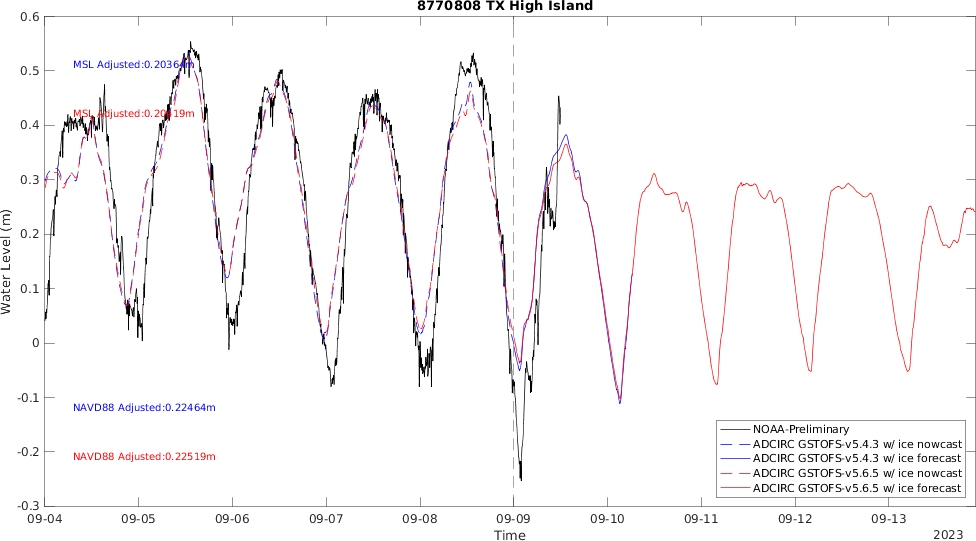 8770808 TX High Island
0.6
0.5
0.4
0.3
0.2
0.1
0
-0.1
-0.2
-0.3
Water Level (m)
MSL Adjusted:0.20364m
MSL Adjusted:0.20519m
NAVD88 Adjusted:0.22464m
NAVD88 Adjusted:0.22519m
NOAA-Preliminary
ADCIRC GSTOFS-v5.4.3 w/ ice nowcast
ADCIRC GSTOFS-v5.4.3 w/ ice forecast
ADCIRC GSTOFS-v5.6.5 w/ ice nowcast
ADCIRC GSTOFS-v5.6.5 w/ ice forecast
09-04 09-05 09-06 09-07 09-08 09-09 09-10 09-11 09-12 09-13
Time
2023